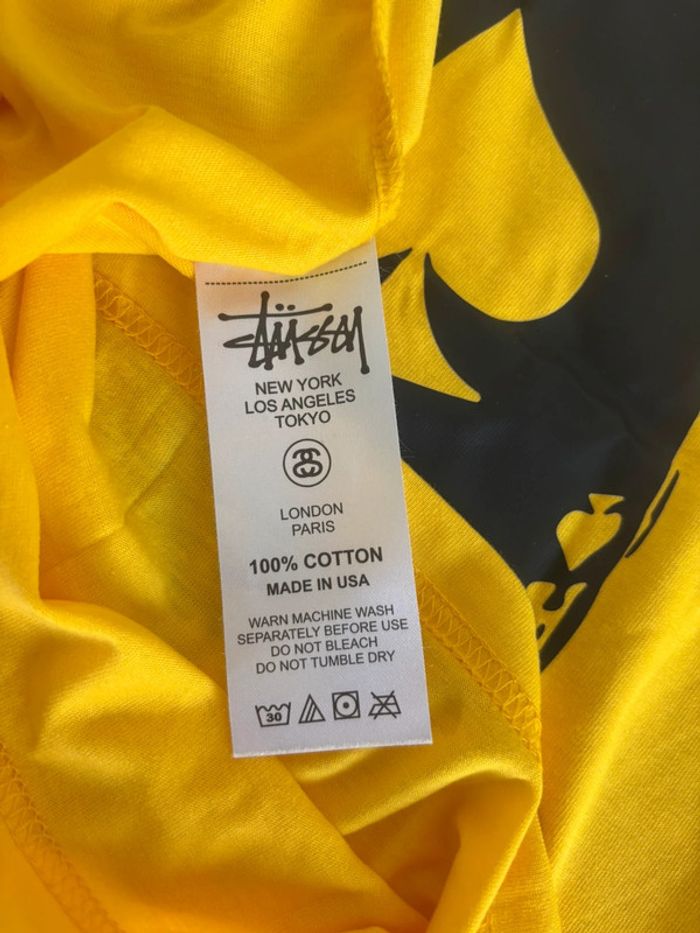 Stüssy
NEW YORK
LOS ANGELES
TOKYO
LONDON
PARIS
100% COTTON
MADE IN USA
WARN MACHINE WASH
SEPARATELY BEFORE USE
DO NOT BLEACH
DO NOT TUMBLE DRY
30